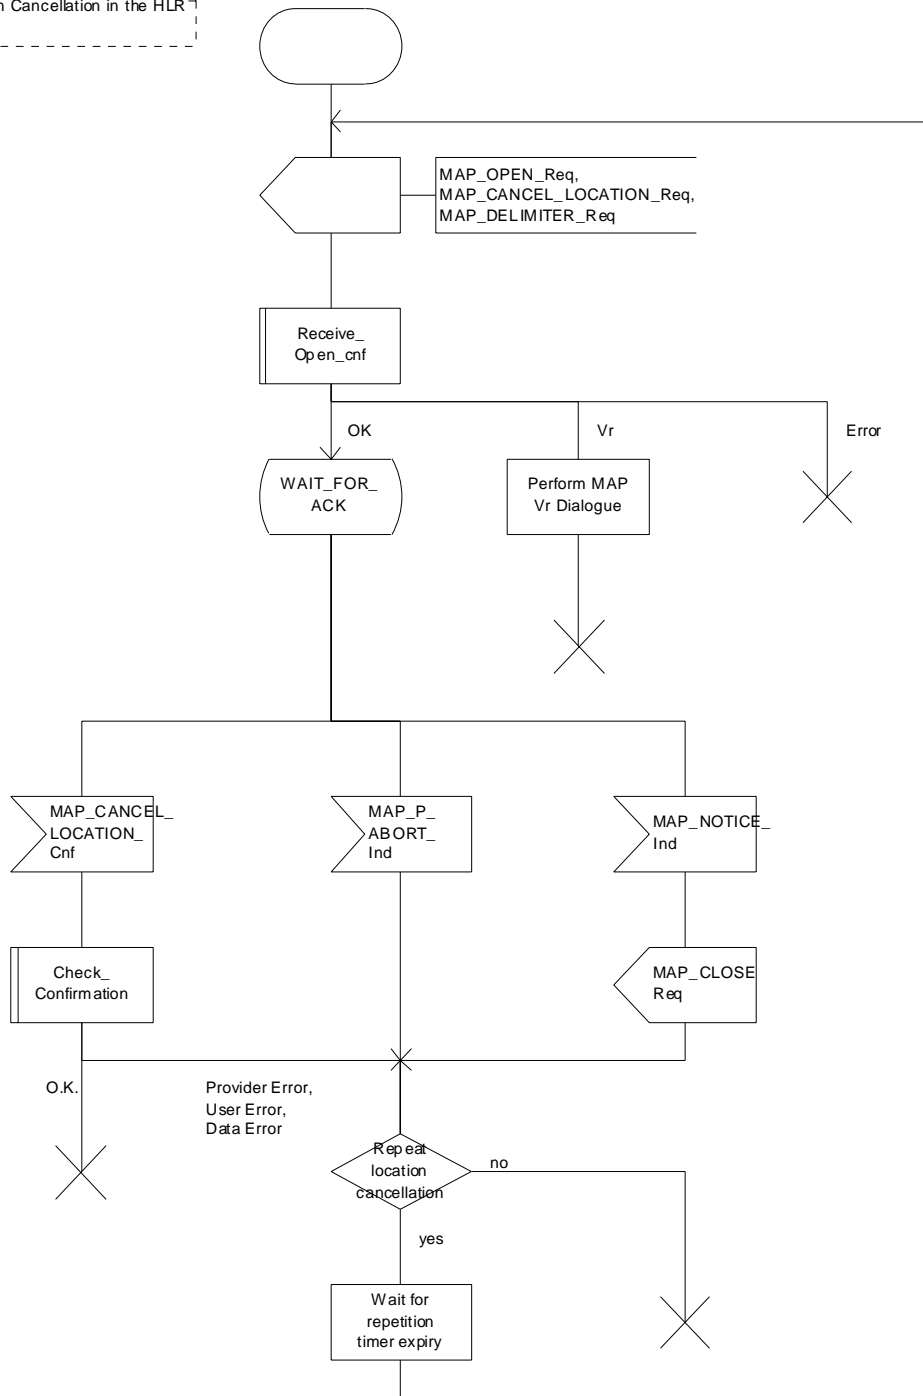 n Cancellation in the HLR
MAP_OPEN_Req,
MAP_CANCEL_LOCATION_Req,
MAP_DELIMITER_Req
Receive_
Open_cnf
OK
Vr
Error
WAIT_FOR_
ACK
Perform MAP
Vr Dialogue
MAP_CANCEL_
LOCATION_
Cnf
MAP_P_
ABORT_
Ind
MAP_NOTICE_
Ind
Check_
Confirmation
MAP_CLOSE
Req
O.K.
Provider Error,
User Error,
Data Error
Repeat
location
cancellation
no
yes
Wait for
repetition
timer expiry